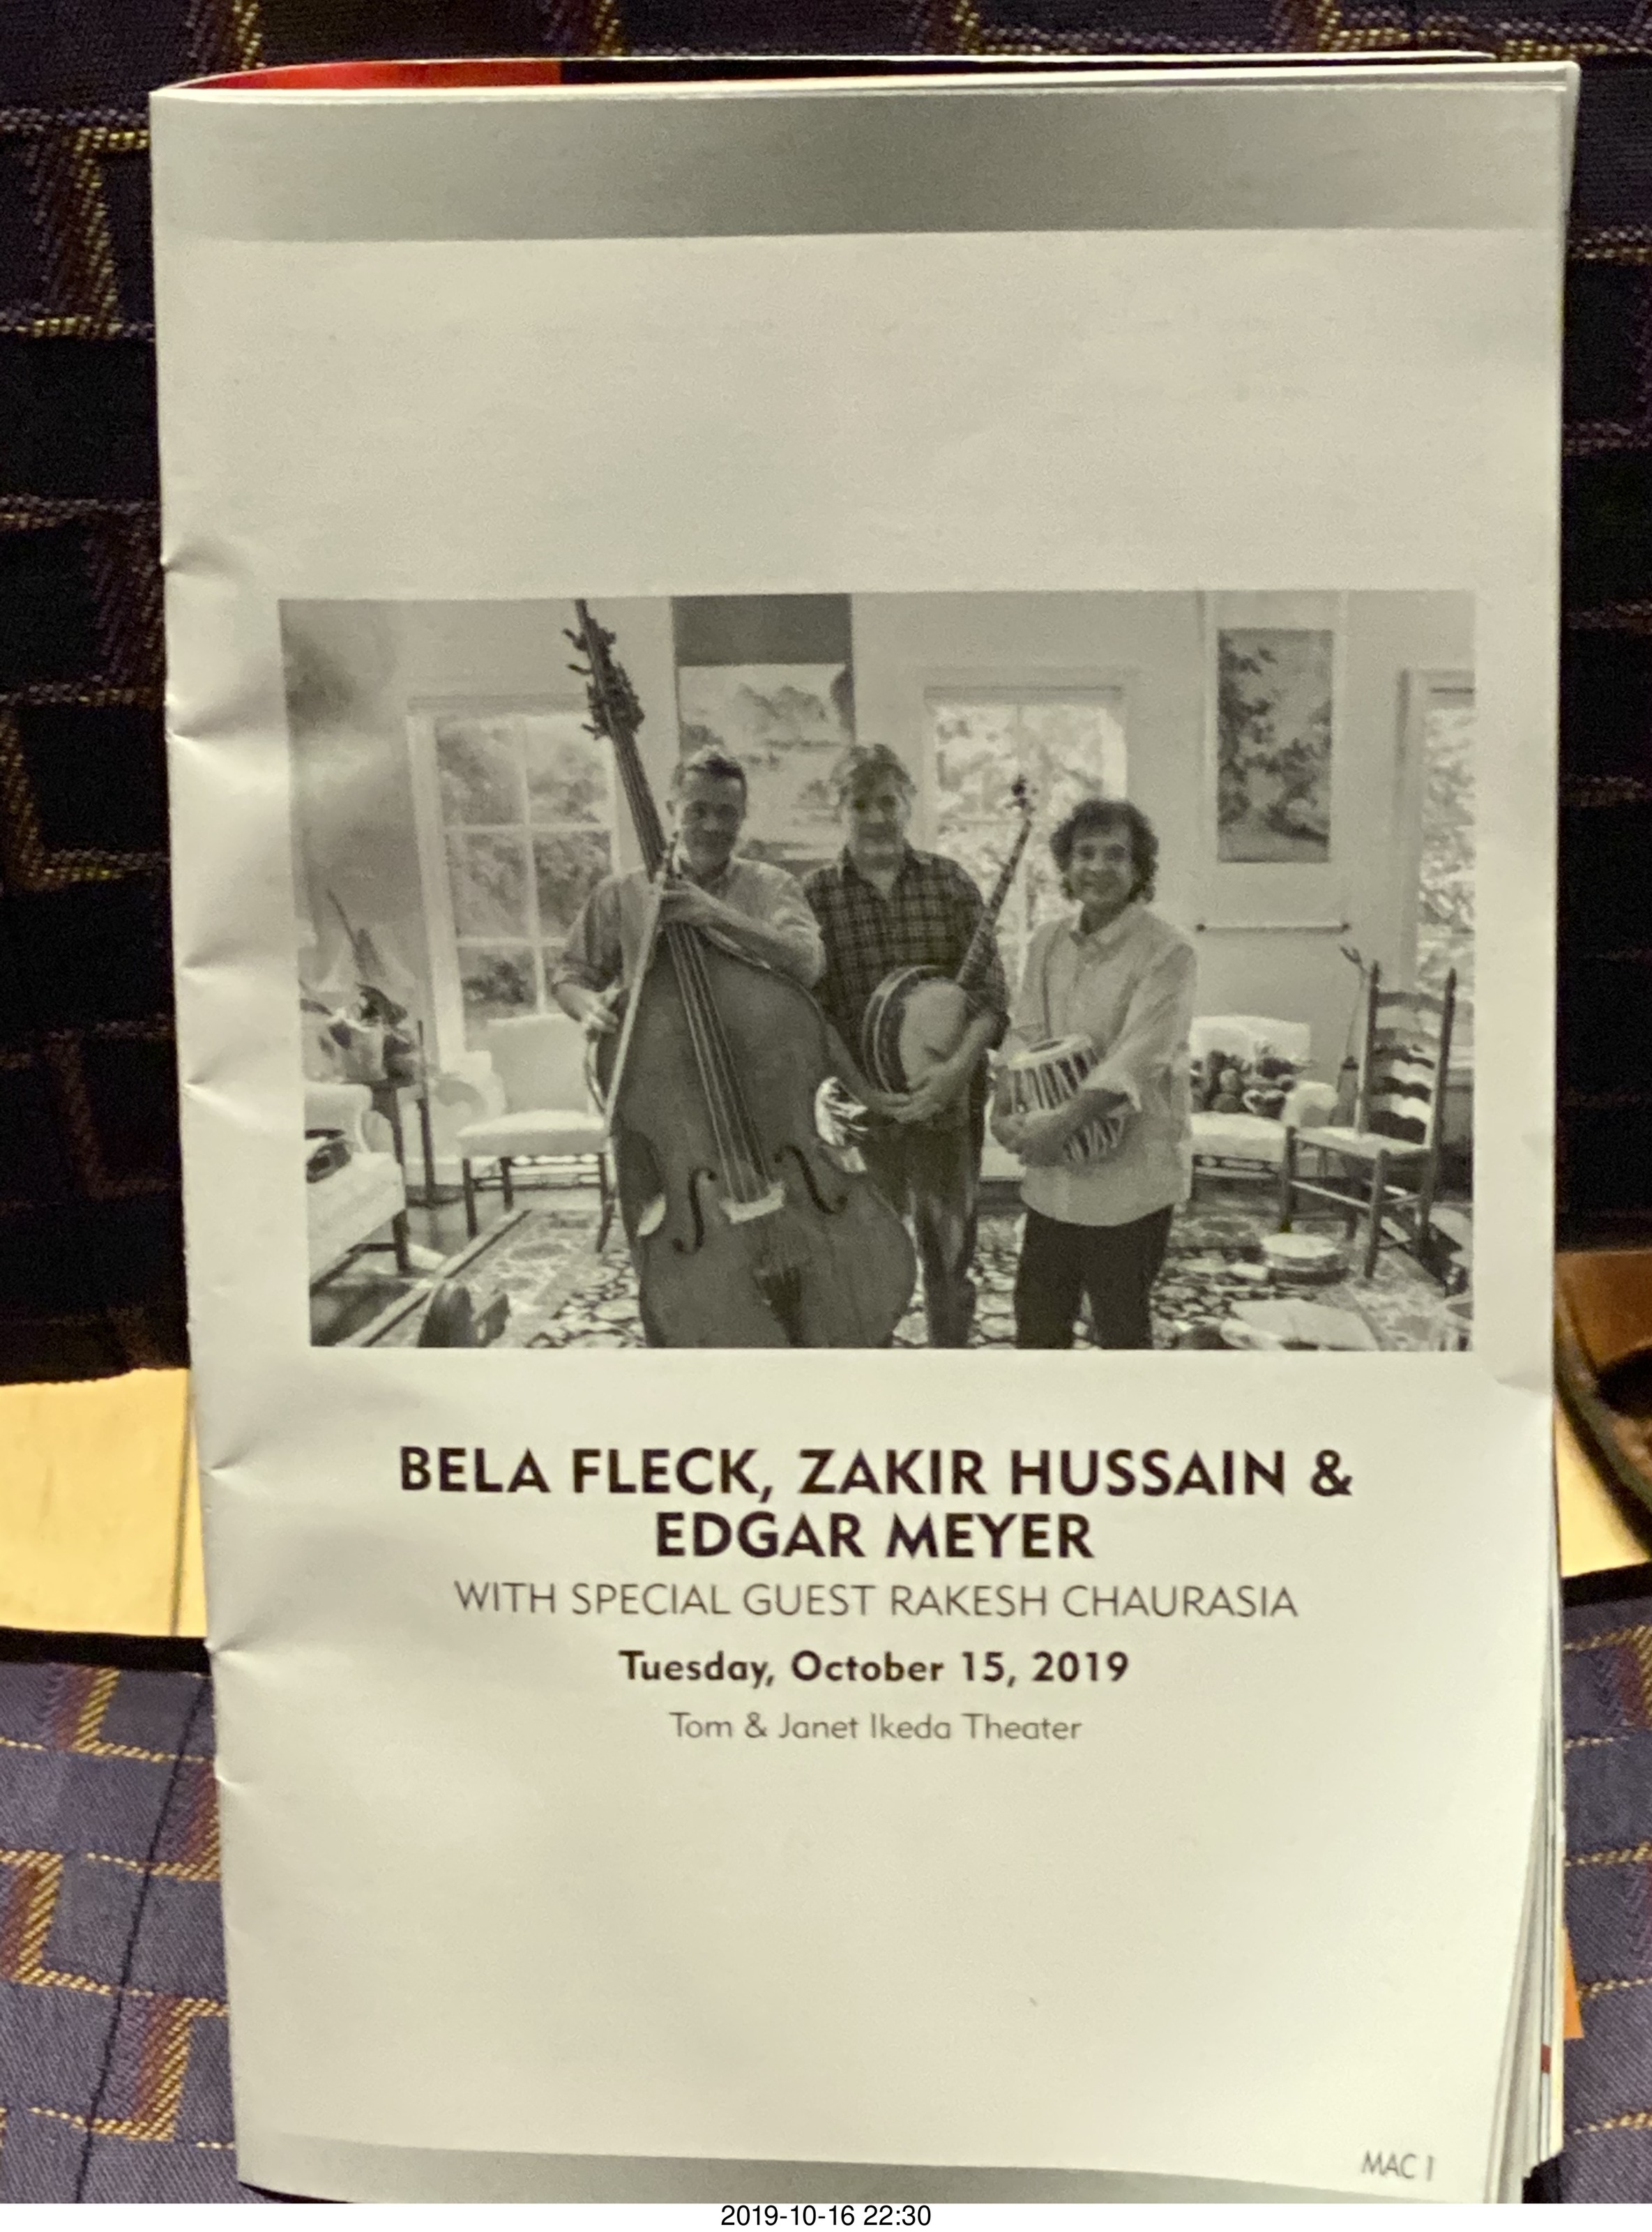 BELA FLECK, ZAKIR HUSSAIN &
EDGAR MEYER
WITH SPECIAL GUEST RAKESH CHAURASIA
Tuesday, October 15, 2019
Tom & Janet Ikeda Theater
MAC 1
2019-10-16 22:30